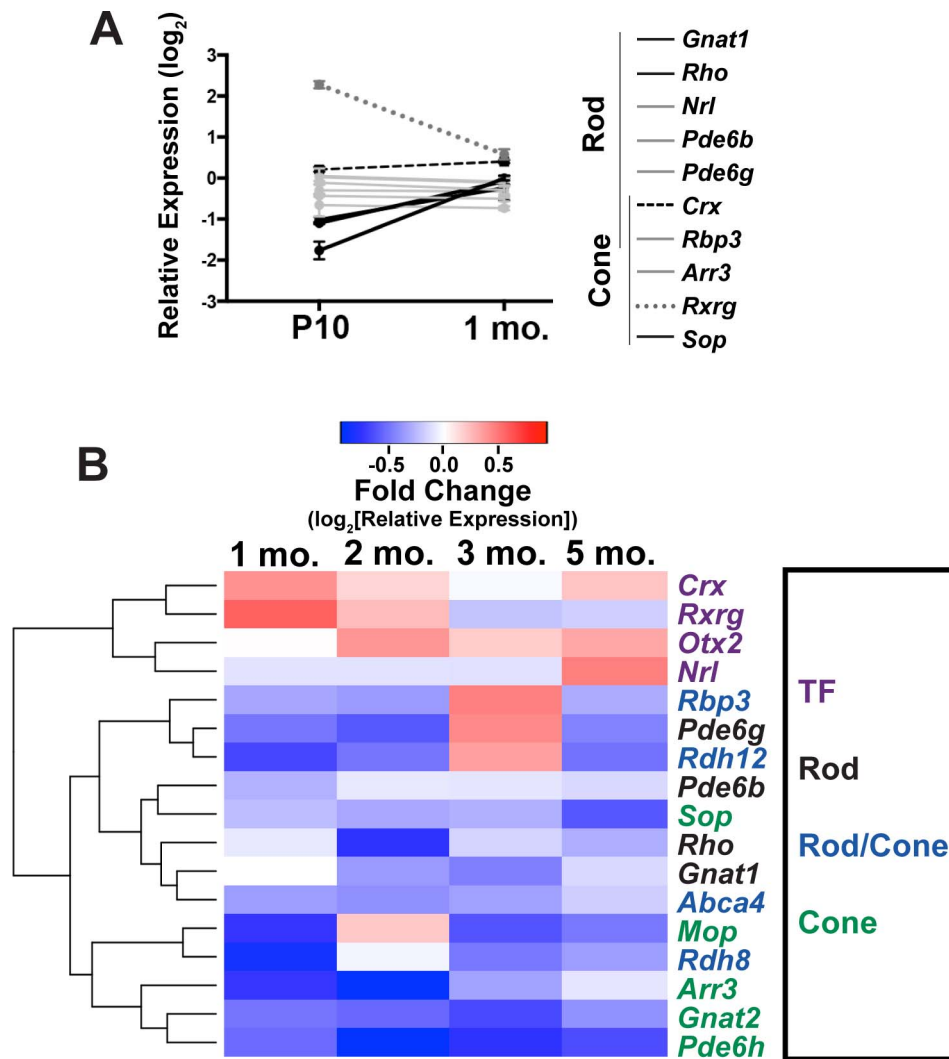 A
Relative Expression (log2)
3
2
1
0
-1
-2
-3
P10 1 mo.
Rod
Cone
Gnat1
Rho
Nrl
Pde6b
Pde6g
Crx
Rbp3
Arr3
Rxrg
Sop
B
-0.5 0.0 0.5
Fold Change
(log2[Relative Expression])
1 mo. 2 mo. 3 mo. 5 mo.
Crx
Rxrg
Otx2
Nrl
Rbp3
Pde6g
Rdh12
Pde6b
Sop
Rho
Gnat1
Abca4
Mop
Rdh8
Arr3
Gnat2
Pde6h
TF
Rod
Rod/Cone
Cone